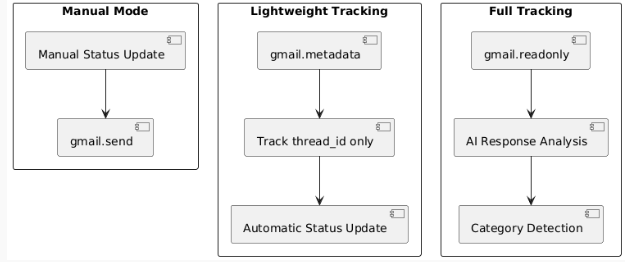 Manual Mode
Manual Status Update
gmail.send
Lightweight Tracking
gmail.metadata
Track thread_id only
Automatic Status Update
Full Tracking
gmail.readonly
AI Response Analysis
Category Detection